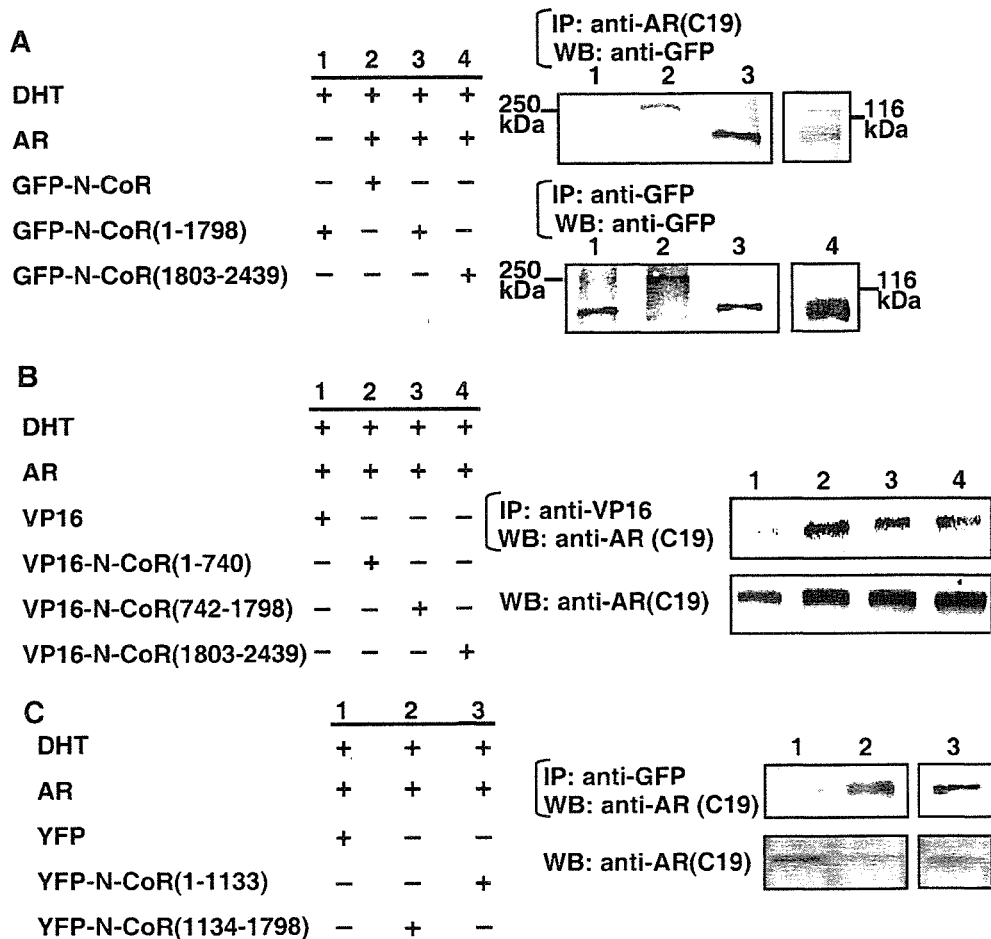 A
1 2 3 4
DHT + + + +
AR − + + +
GFP-N-CoR − + − −
GFP-N-CoR(1-1798) + − + −
GFP-N-CoR(1803-2439) − − − +
IP: anti-AR(C19)
WB: anti-GFP
1 2 3
250 kDa
116 kDa
IP: anti-GFP
WB: anti-GFP
1 2 3 4
250 kDa
116 kDa
B
1 2 3 4
DHT + + + +
AR + + + +
VP16 + − − −
VP16-N-CoR(1-740) − + − −
VP16-N-CoR(742-1798) − − + −
VP16-N-CoR(1803-2439) − − − +
1 2 3 4
IP: anti-VP16
WB: anti-AR (C19)
WB: anti-AR(C19)
C
1 2 3
DHT + + +
AR + + +
YFP + − −
YFP-N-CoR(1-1133) − − +
YFP-N-CoR(1134-1798) − + −
1 2 3
IP: anti-GFP
WB: anti-AR (C19)
WB: anti-AR(C19)